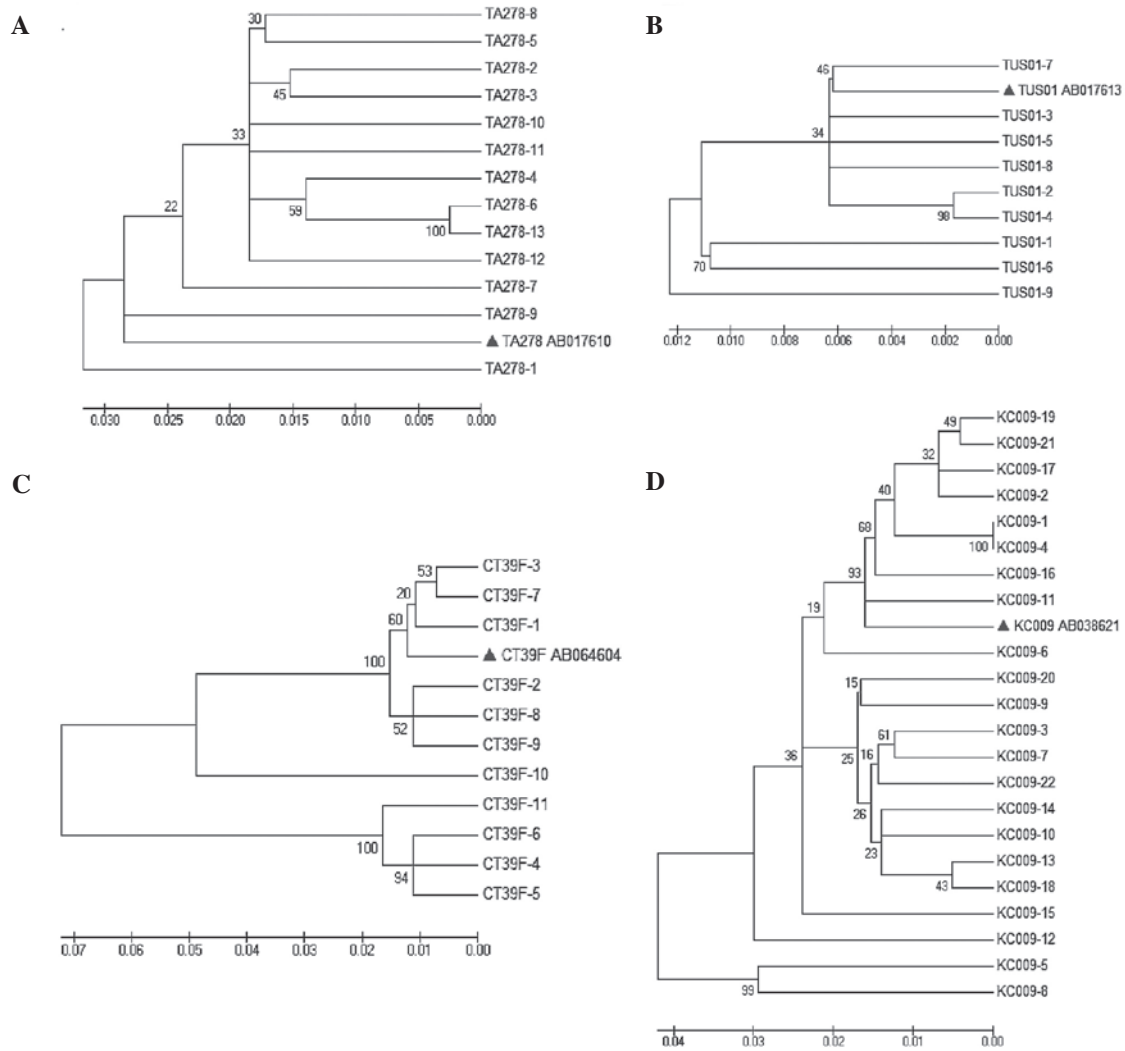 A
30
TA278-8
TA278-5
TA278-2
45
TA278-3
33
TA278-10
TA278-11
TA278-4
59
TA278-6
100
TA278-13
22
TA278-12
TA278-7
TA278-9
▲ TA278 AB017610
TA278-1
0.030 0.025 0.020 0.015 0.010 0.005 0.000
B
46
TUS01-7
▲ TUS01 AB017613
TUS01-3
34
TUS01-5
TUS01-8
TUS01-2
98
TUS01-4
TUS01-1
70
TUS01-6
TUS01-9
0.012 0.010 0.008 0.006 0.004 0.002 0.000
C
53
CT39F-3
CT39F-7
20
CT39F-1
60
▲ CT39F AB064604
100
CT39F-2
CT39F-8
52
CT39F-9
CT39F-10
CT39F-11
100
CT39F-6
CT39F-4
94
CT39F-5
0.07 0.06 0.05 0.04 0.03 0.02 0.01 0.00
D
49
KC009-19
KC009-21
32
KC009-17
KC009-2
40
KC009-1
100
KC009-4
68
KC009-16
93
KC009-11
▲ KC009 AB038621
19
KC009-6
15
KC009-20
KC009-9
36
25
61
KC009-3
KC009-7
16
KC009-22
26
KC009-14
KC009-10
23
KC009-13
43
KC009-18
KC009-15
KC009-12
KC009-5
99
KC009-8
0.04 0.03 0.02 0.01 0.00